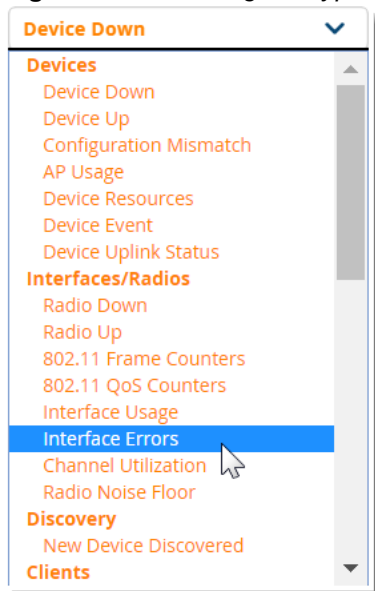 Device Down
Devices
Device Down
Device Up
Configuration Mismatch
AP Usage
Device Resources
Device Event
Device Uplink Status
Interfaces/Radios
Radio Down
Radio Up
802.11 Frame Counters
802.11 QoS Counters
Interface Usage
Interface Errors
Channel Utilization
Radio Noise Floor
Discovery
New Device Discovered
Clients